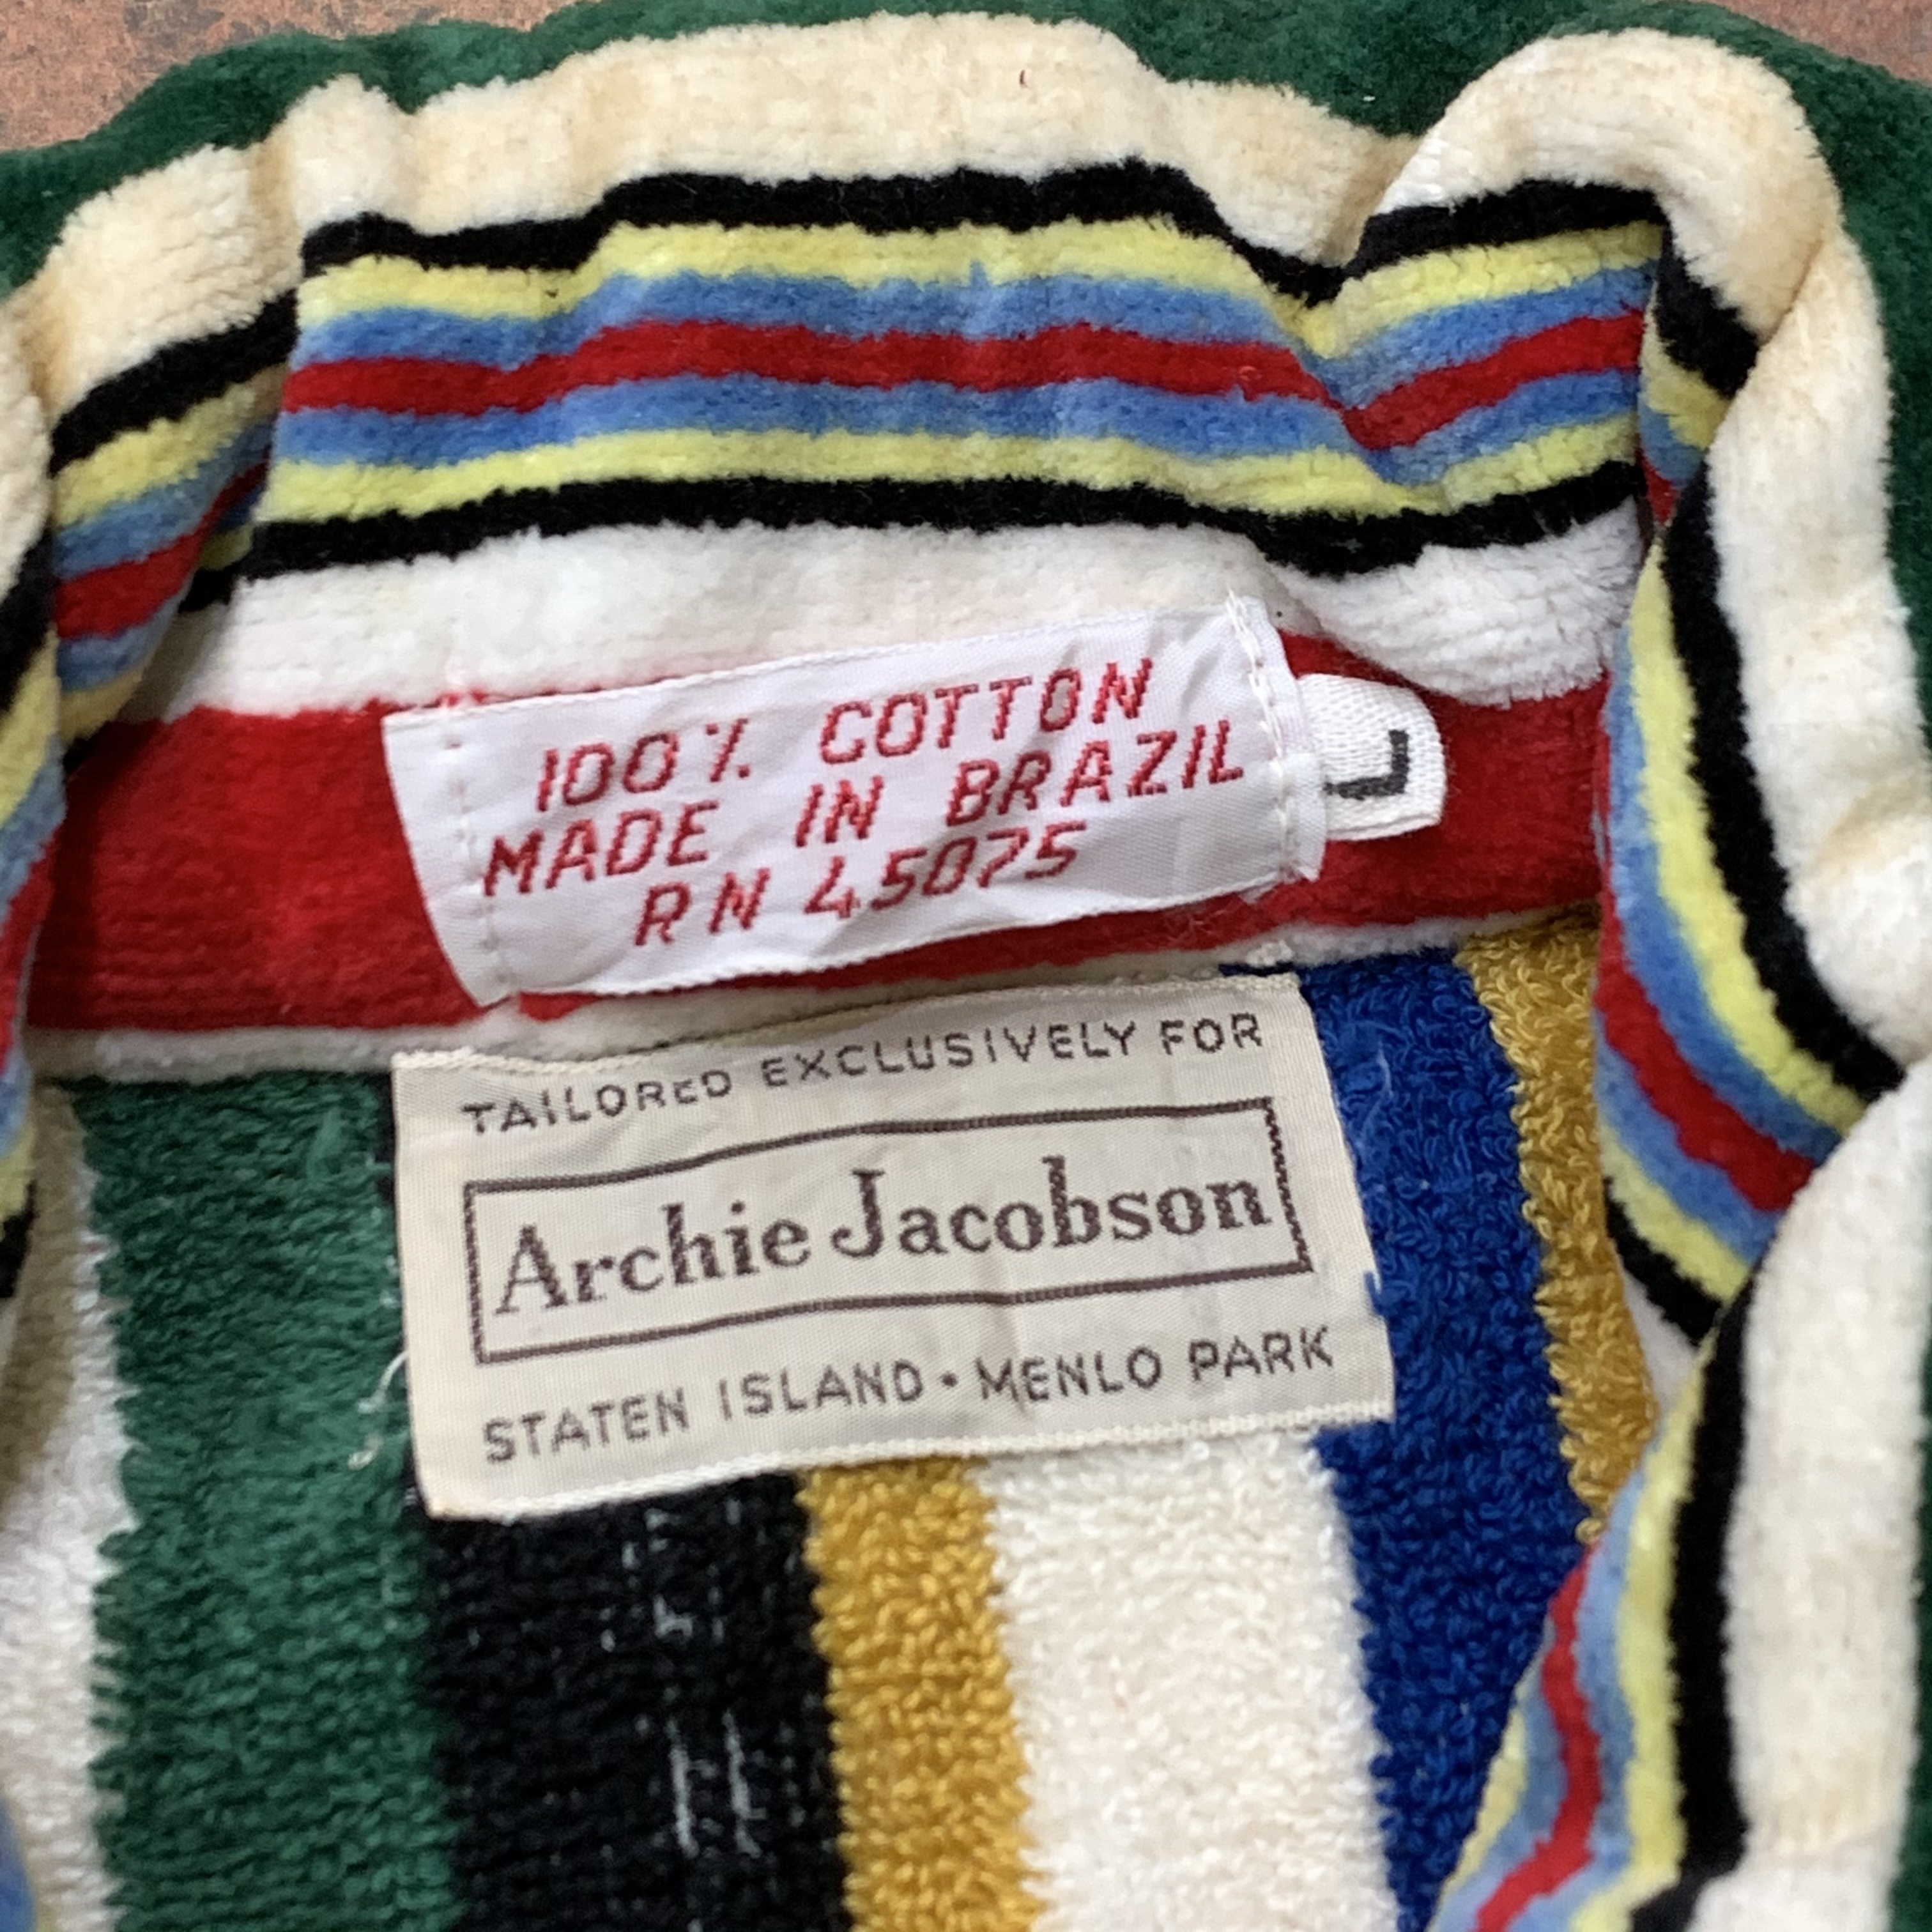 100% COTTON
MADE IN BRAZIL
RN 45075
L
TAILORED EXCLUSIVELY FOR
Archie Jacobson
STATEN ISLAND • MENLO PARK